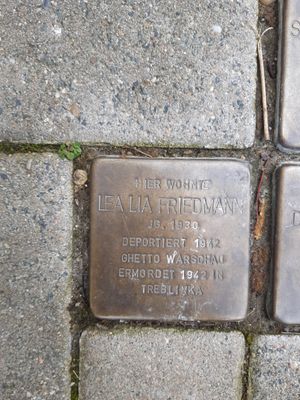 HIER WOHNTE
LEA LIA FRIEDMANN
JG. 1930
DEPORTIERT 1942
GHETTO WARSCHAU
ERMORDET 1942 IN
TREBLINKA